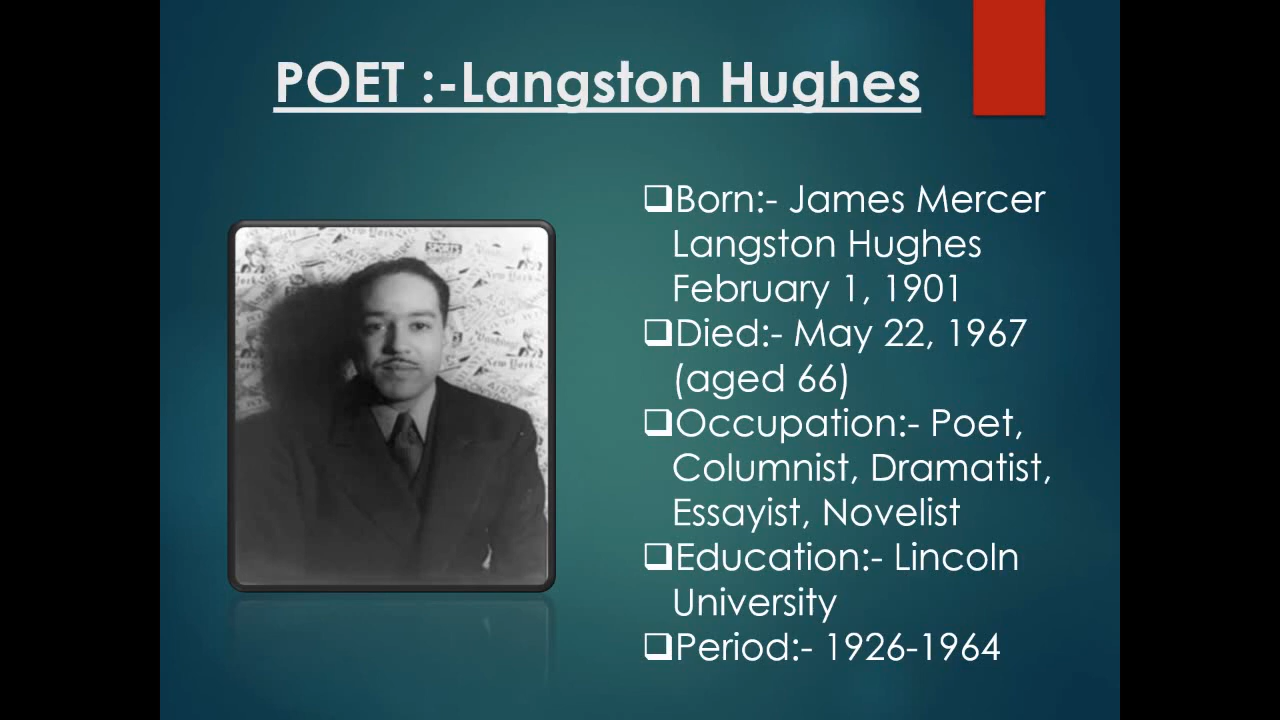 POET :-Langston Hughes
SPORTS
❑Born:- James Mercer
Langston Hughes
February 1, 1901
❑Died:- May 22, 1967
(aged 66)
❑Occupation:- Poet,
Columnist, Dramatist,
Essayist, Novelist
❑Education:- Lincoln
University
❑Period:- 1926-1964